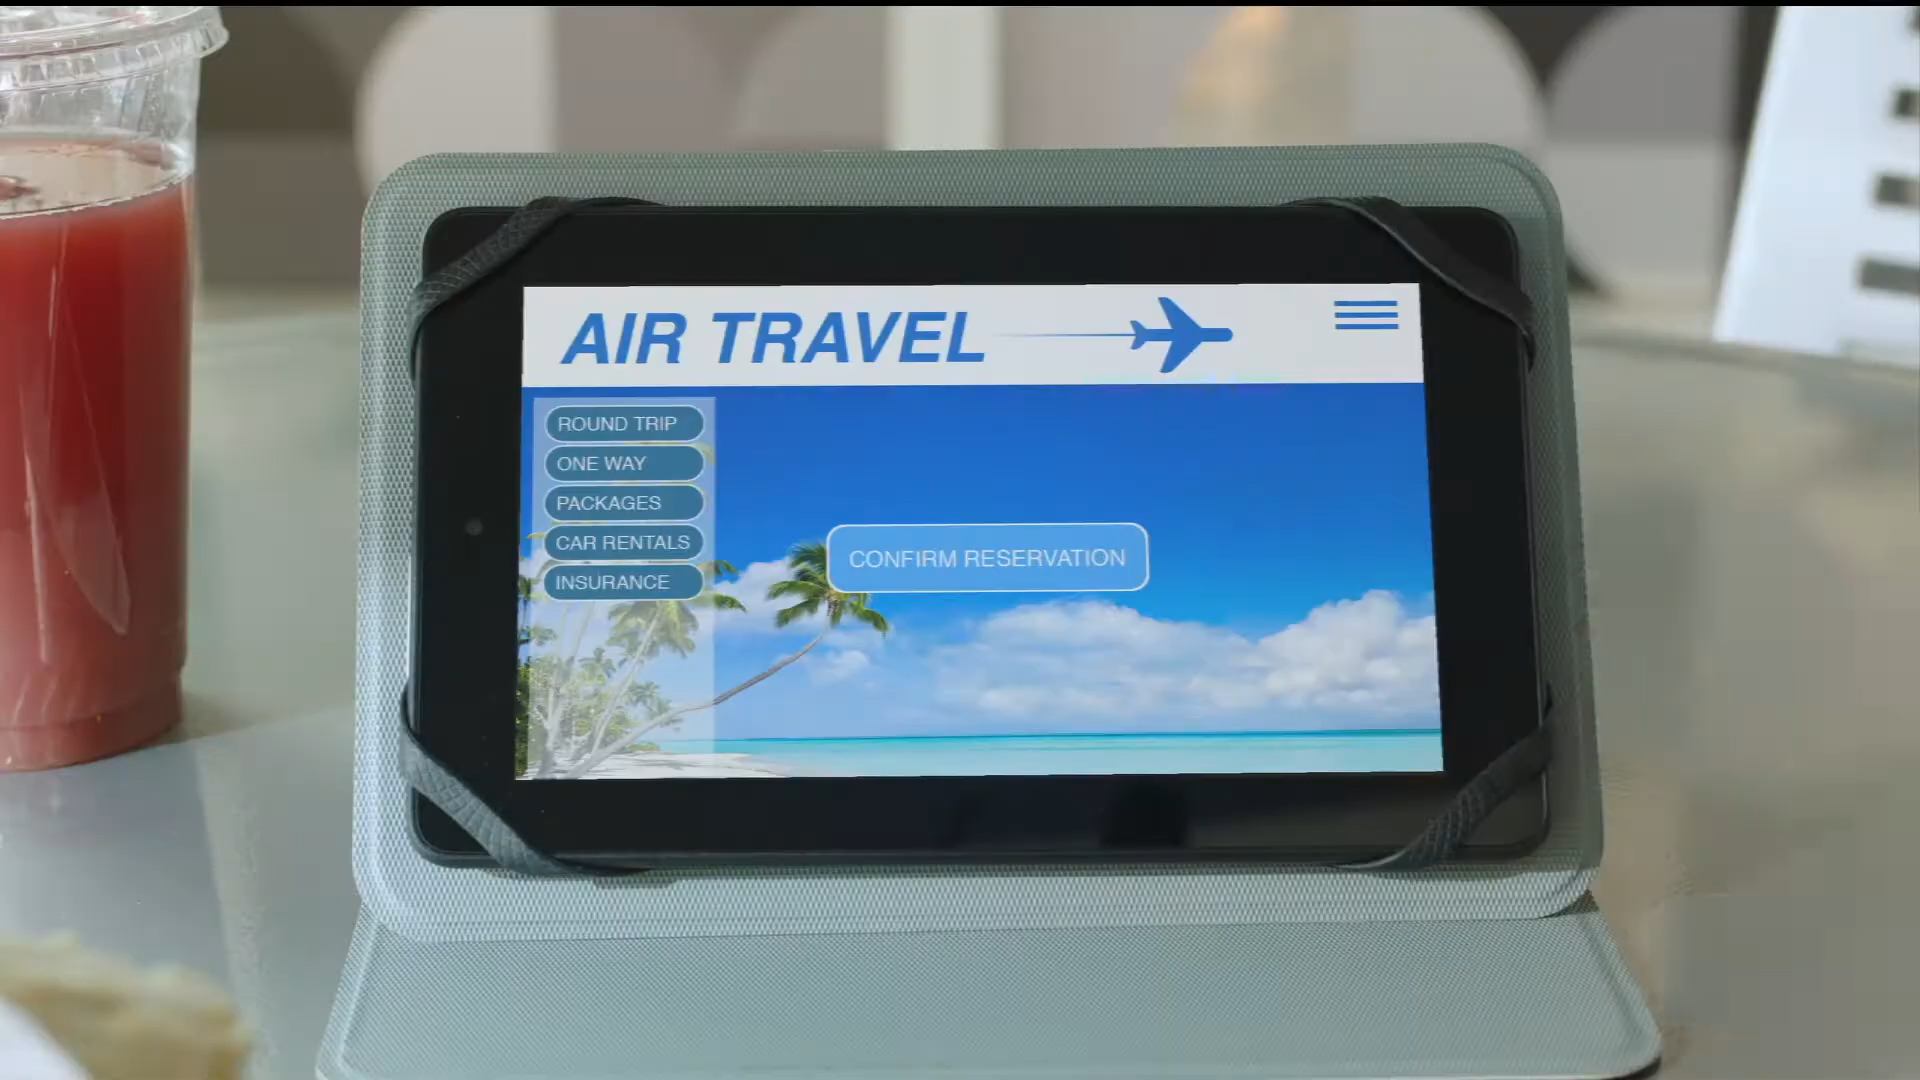 AIR TRAVEL
ROUND TRIP
ONE WAY
PACKAGES
CAR RENTALS
INSURANCE
CONFIRM RESERVATION